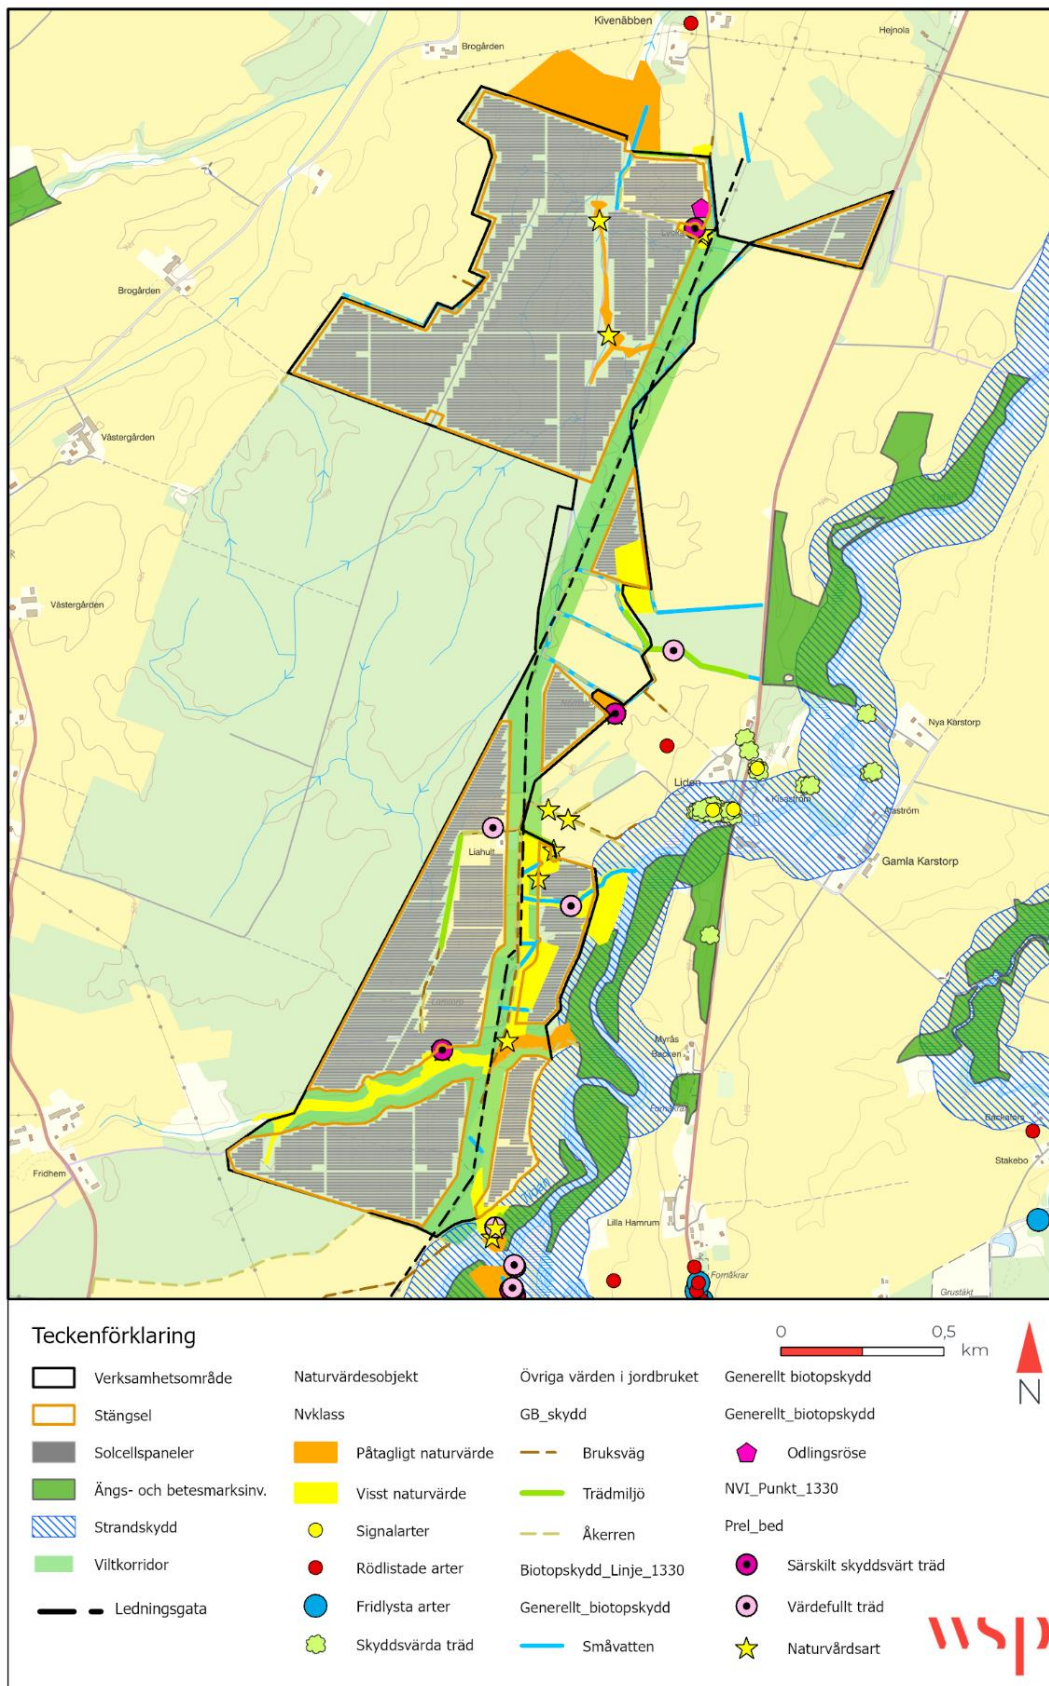 Kivenäbben
Hejnola
Brogården
Brogården
Västergården
Västergården
Nya Karstorp
Liden
Kisaström
Åsström
Liahult
Gamla Karstorp
Myrås
Backen
Fornåkrar
Backafors
Stakebo
Fridhem
Lilla Hamrum
Fornåkrar
Grustäkt
Teckenförklaring
0 0,5
km
N
Verksamhetsområde
Stängsel
Solcellspaneler
Ängs- och betesmarksinv.
Strandskydd
Viltkorridor
Ledningsgata
Naturvärdesobjekt
Nvklass
Påtagligt naturvärde
Visst naturvärde
Signalarter
Rödlistade arter
Fridlysta arter
Skyddsvärda träd
Övriga värden i jordbruket
GB_skydd
Bruksväg
Trädmiljö
Åkerren
Biotopskydd_Linje_1330
Generellt_biotopskydd
Småvatten
Generellt biotopskydd
Generellt_biotopskydd
Odlingsröse
NVI_Punkt_1330
Prel_bed
Särskilt skyddsvärt träd
Värdefullt träd
Naturvårdsart
wsp